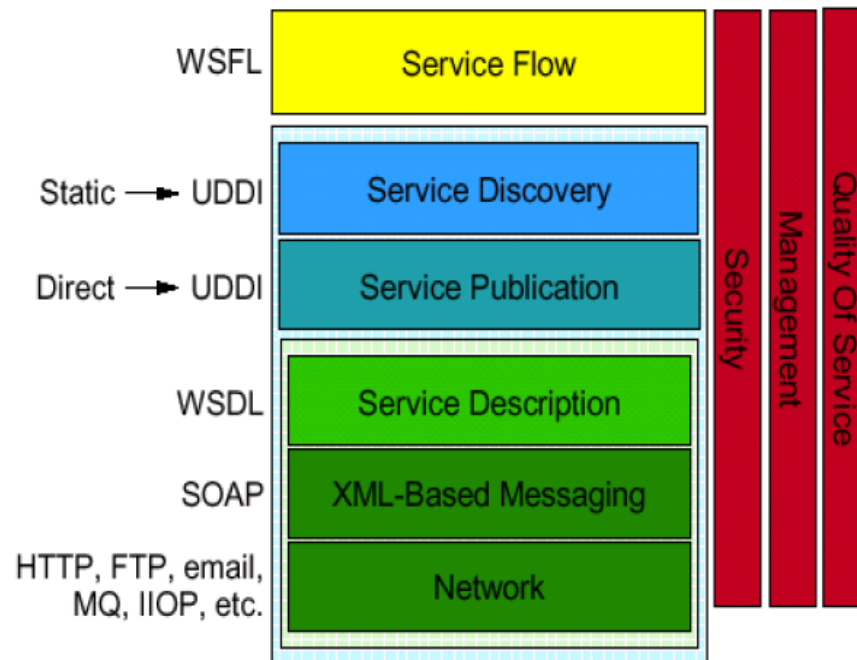 WSFL
Service Flow
Static → UDDI
Service Discovery
Direct → UDDI
Service Publication
WSDL
Service Description
SOAP
XML-Based Messaging
HTTP, FTP, email,
MQ, IIOP, etc.
Network
Security
Management
Quality Of Service